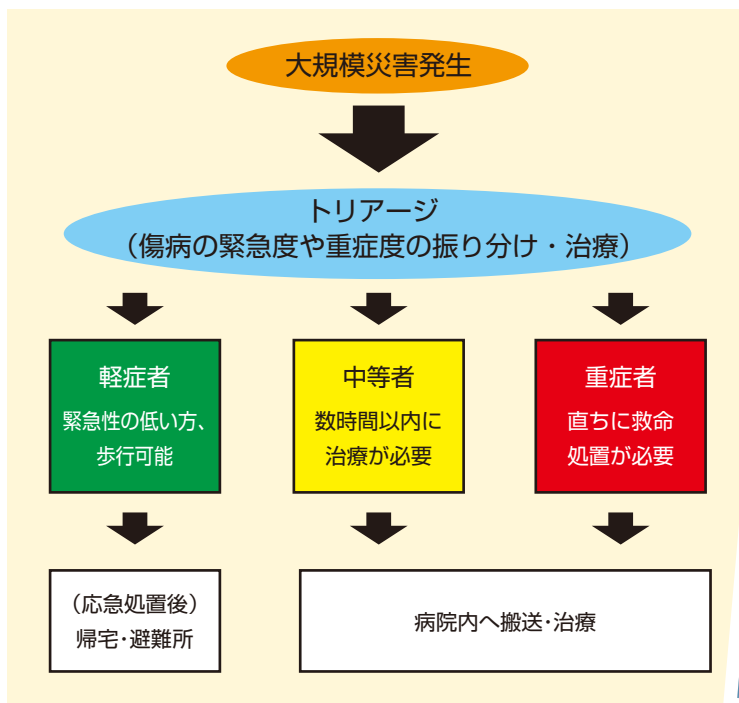 大規模災害発生
トリアージ
（傷病の緊急度や重症度の振り分け・治療）
軽症者
緊急性の低い方、
歩行可能
中等者
数時間以内に
治療が必要
重症者
直ちに救命
処置が必要
（応急処置後）
帰宅・避難所
病院内へ搬送・治療